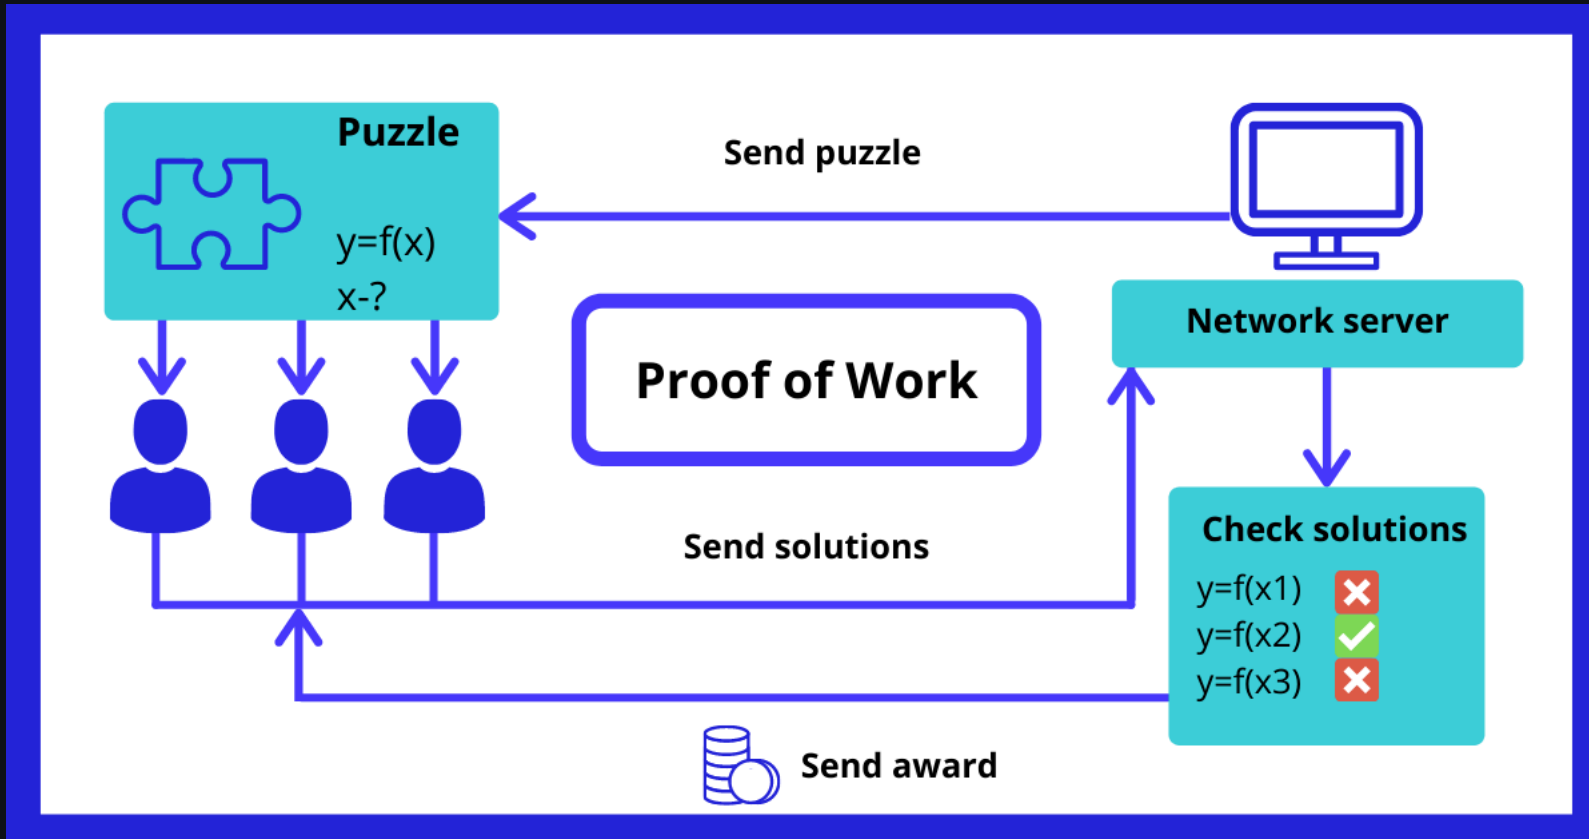 Puzzle
y=f(x)
x-?
Send puzzle
Network server
Proof of Work
Send solutions
Check solutions
y=f(x1)
y=f(x2)
y=f(x3)
Send award